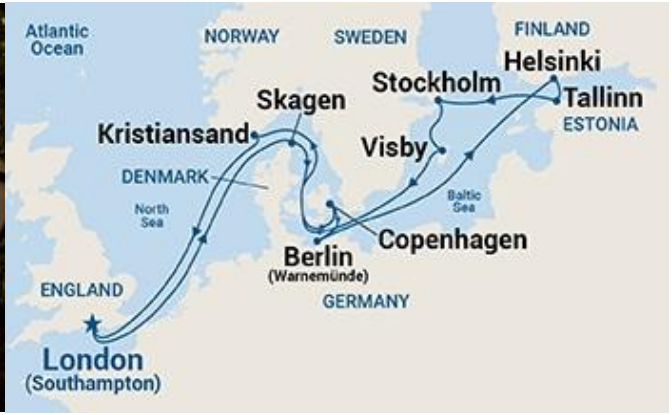 Atlantic
Ocean
NORWAY
SWEDEN
FINLAND
Helsinki
Stockholm
Tallinn
ESTONIA
Skagen
Kristiansand
Visby
DENMARK
North
Sea
Baltic
Sea
Copenhagen
Berlin
(Warnemünde)
GERMANY
ENGLAND
London
(Southampton)